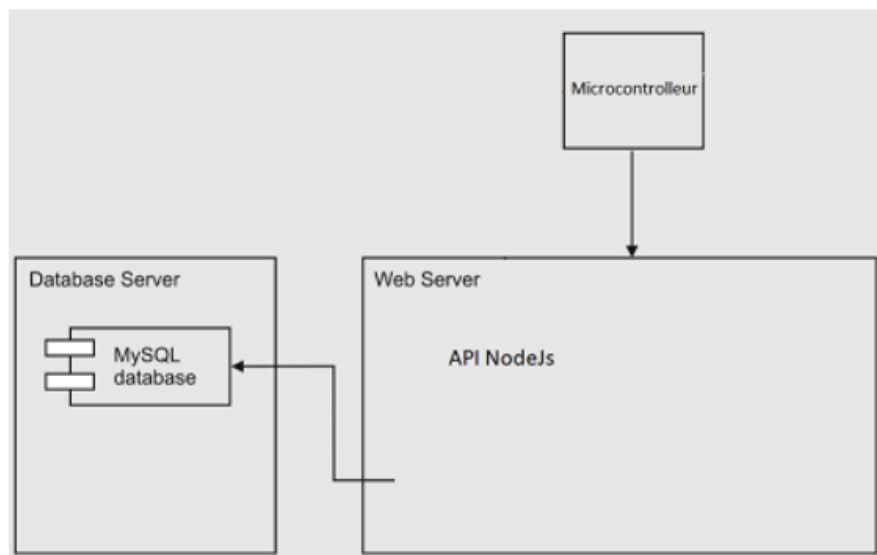 Microcontrolleur
Database Server
Web Server
MySQL
database
API NodeJs